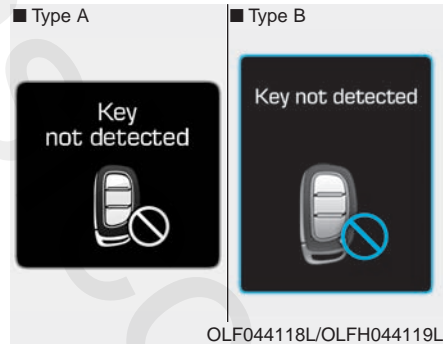 ■ Type A
■ Type B
Key
not detected
Key not detected
OLF044118L/OLFH044119L